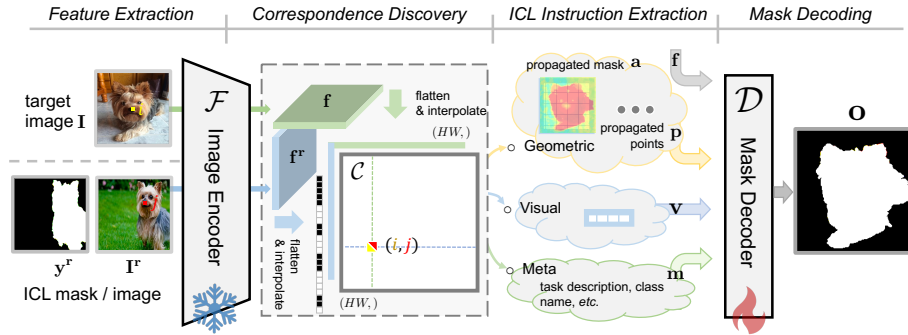 Feature Extraction
Correspondence Discovery
ICL Instruction Extraction
Mask Decoding
target
image I
y^r
I^r
ICL mask / image
F
Image Encoder
f
f^r
flatten
& interpolate
(HW,)
C
(i,j)
flatten
& interpolate
(HW,)
propagated mask a
propagated
points
Geometric
Visual
Meta
task description, class
name, etc.
f
p
v
m
D
Mask Decoder
O